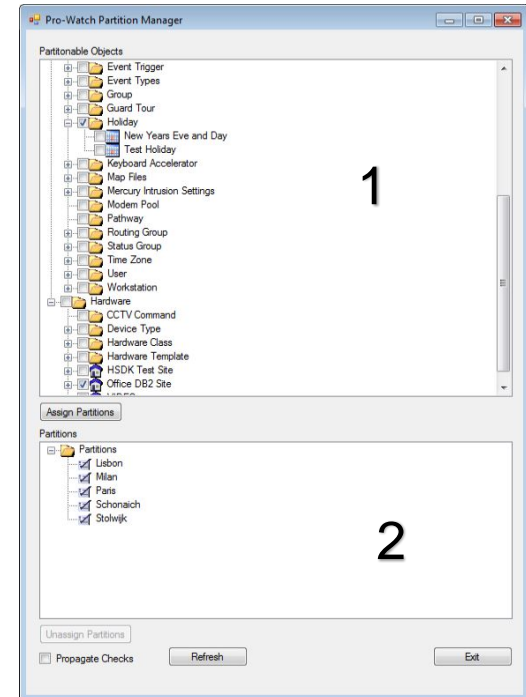 Pro-Watch Partition Manager
Partitonable Objects
Event Trigger
Event Types
Group
Guard Tour
Holiday
New Years Eve and Day
Test Holiday
Keyboard Accelerator
Map Files
Mercury Intrusion Settings
Modem Pool
Pathway
Routing Group
Status Group
Time Zone
User
Workstation
Hardware
CCTV Command
Device Type
Hardware Class
Hardware Template
HSDK Test Site
Office DB2 Site
1
Assign Partitions
Partitions
Partitions
Lisbon
Milan
Paris
Schonaich
Stolwijk
2
Unassign Partitions
Propagate Checks
Refresh
Exit